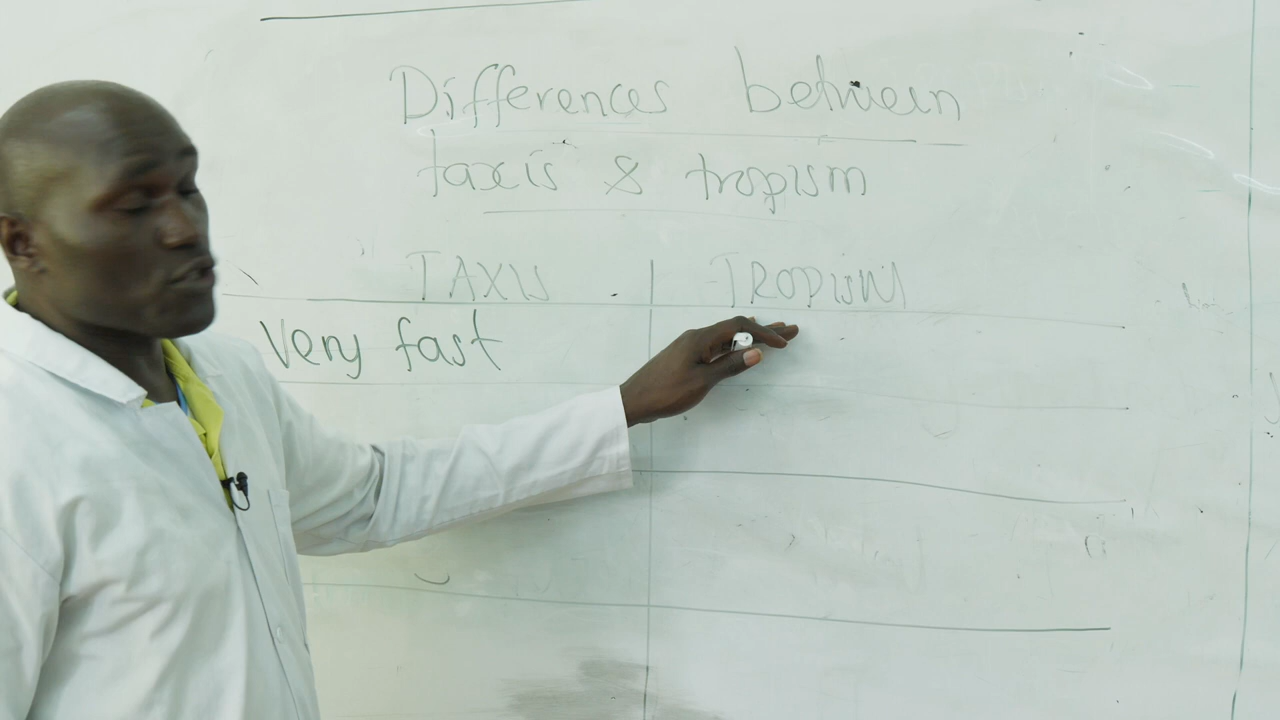 Differences between
taxis & tropism
TAXIS TROPISM
Very fast